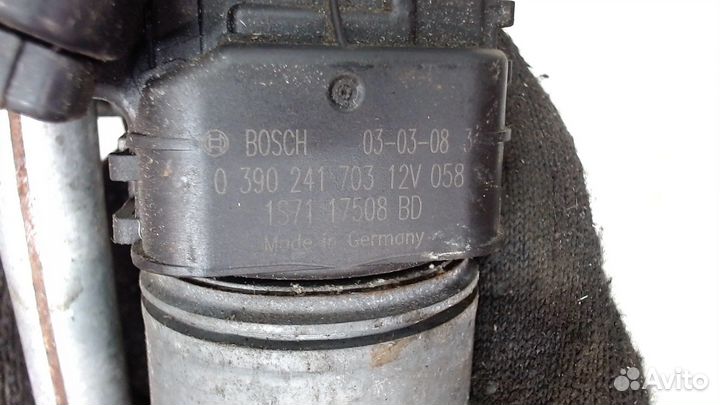 BOSCH 03-03-08
0 390 241 703 12V 058
1S71 17508 BD
Made in Germany
Avito